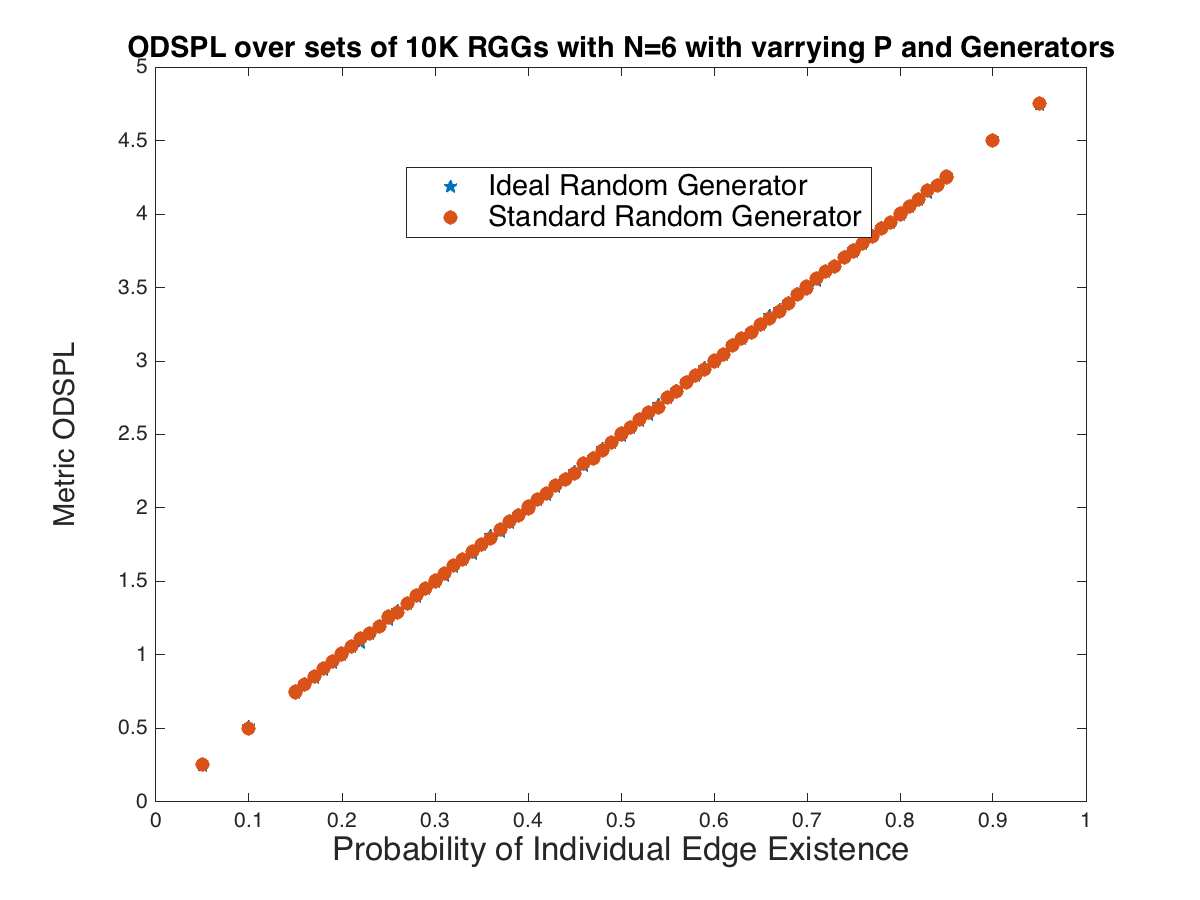 ODSPL over sets of 10K RGGs with N=6 with varrying P and Generators
5
4.5
4
3.5
3
2.5
2
1.5
1
0.5
0
Metric ODSPL
Ideal Random Generator
Standard Random Generator
0 0.1 0.2 0.3 0.4 0.5 0.6 0.7 0.8 0.9 1
Probability of Individual Edge Existence